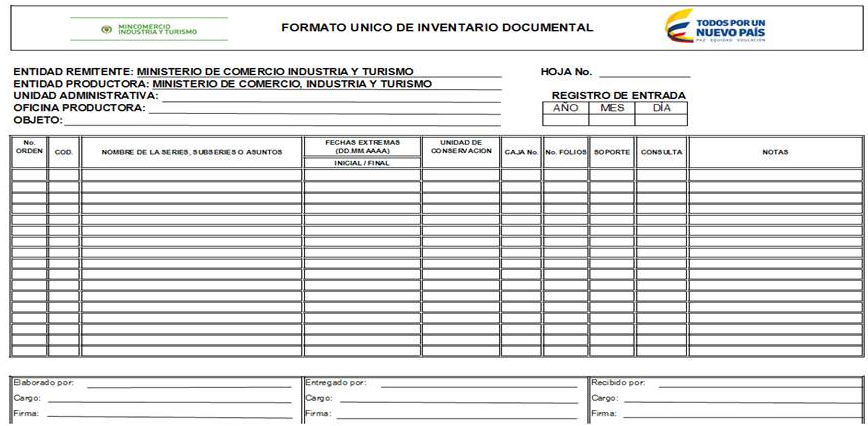 MINCOMERCIO
INDUSTRIA Y TURISMO
FORMATO UNICO DE INVENTARIO DOCUMENTAL
TODOS POR UN
NUEVO PAÍS
PAZ EQUIDAD EDUCACIÓN
ENTIDAD REMITENTE: MINISTERIO DE COMERCIO INDUSTRIA Y TURISMO
HOJA No.
ENTIDAD PRODUCTORA: MINISTERIO DE COMERCIO, INDUSTRIA Y TURISMO
UNIDAD ADMINISTRATIVA:
REGISTRO DE ENTRADA
OFICINA PRODUCTORA:
AÑO MES DÍA
OBJETO:
No. ORDEN
COD.
NOMBRE DE LA SERIES, SUBSERIES O ASUNTOS
FECHAS EXTREMAS
(DD.MM.AAAA)
INICIAL / FINAL
UNIDAD DE
CONSERVACION
CAJA No.
No. FOLIOS
SOPORTE
CONSULTA
NOTAS
Elaborado por:
Entregado por:
Recibido por:
Cargo:
Cargo:
Cargo:
Firma:
Firma:
Firma: